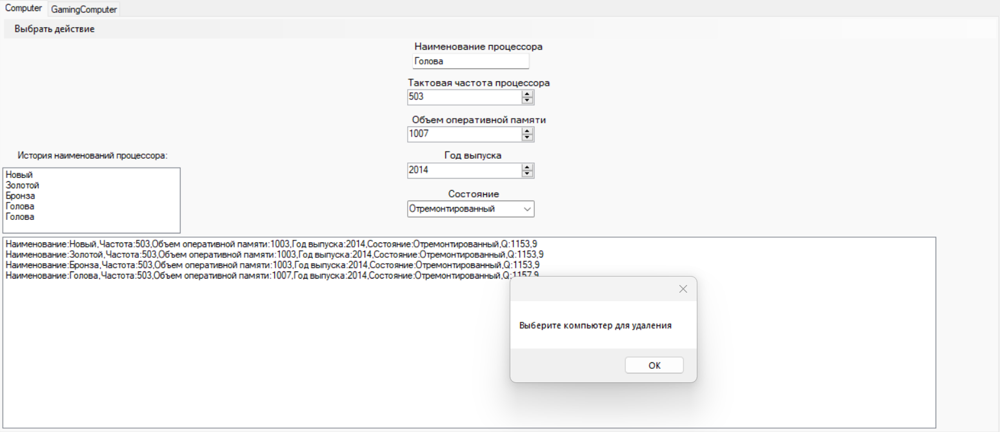 Computer GamingComputer
Выбрать действие
Наименование процессора
Голова
Тактовая частота процессора
503
Объем оперативной памяти
1007
Год выпуска
2014
Состояние
Отремонтированный
История наименований процессора:
Новый
Золотой
Бронза
Голова
Голова
Наименование:Новый,Частота:503,Объем оперативной памяти:1003,Год выпуска:2014,Состояние:Отремонтированный,Q:1153,9
Наименование:Золотой,Частота:503,Объем оперативной памяти:1003,Год выпуска:2014,Состояние:Отремонтированный,Q:1153,9
Наименование:Бронза,Частота:503,Объем оперативной памяти:1003,Год выпуска:2014,Состояние:Отремонтированный,Q:1153,9
Наименование:Голова,Частота:503,Объем оперативной памяти:1007,Год выпуска:2014,Состояние:Отремонтированный,Q:1157,9
Выберите компьютер для удаления
ОК